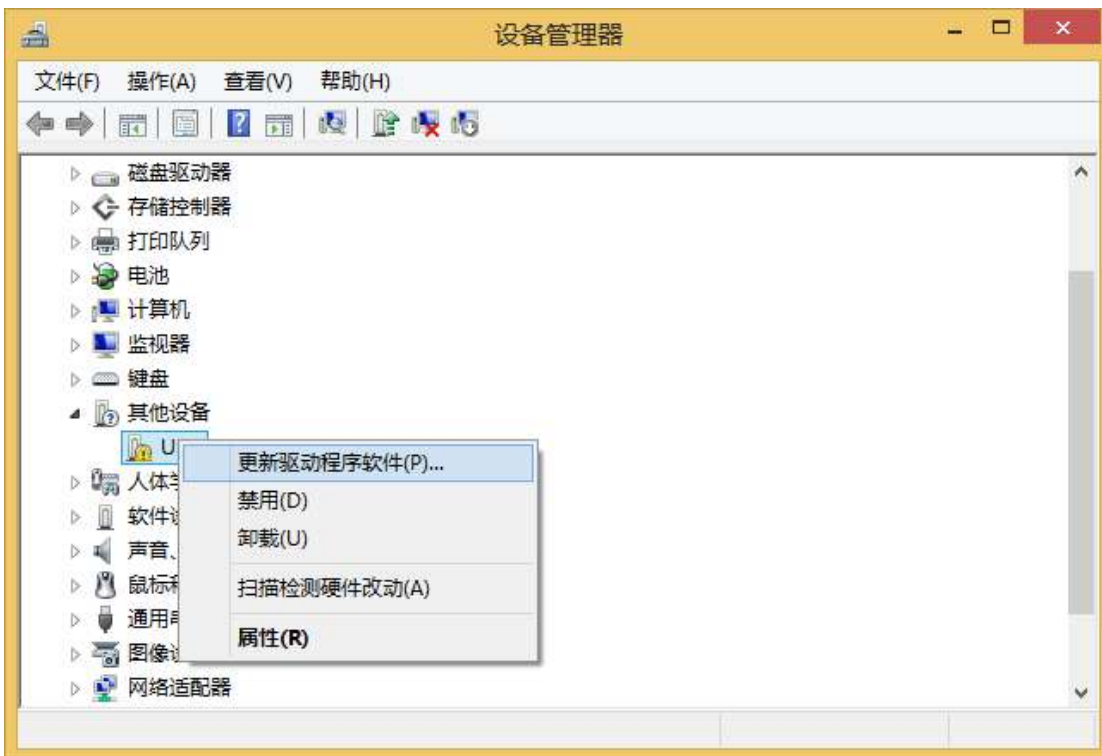 设备管理器
文件(F) 操作(A) 查看(V) 帮助(H)
磁盘驱动器
存储控制器
打印队列
电池
计算机
监视器
键盘
其他设备
更新驱动程序软件(P)...
人体
禁用(D)
软件
卸载(U)
声音、
鼠标
扫描检测硬件改动(A)
通用
属性(R)
图像
网络适配器